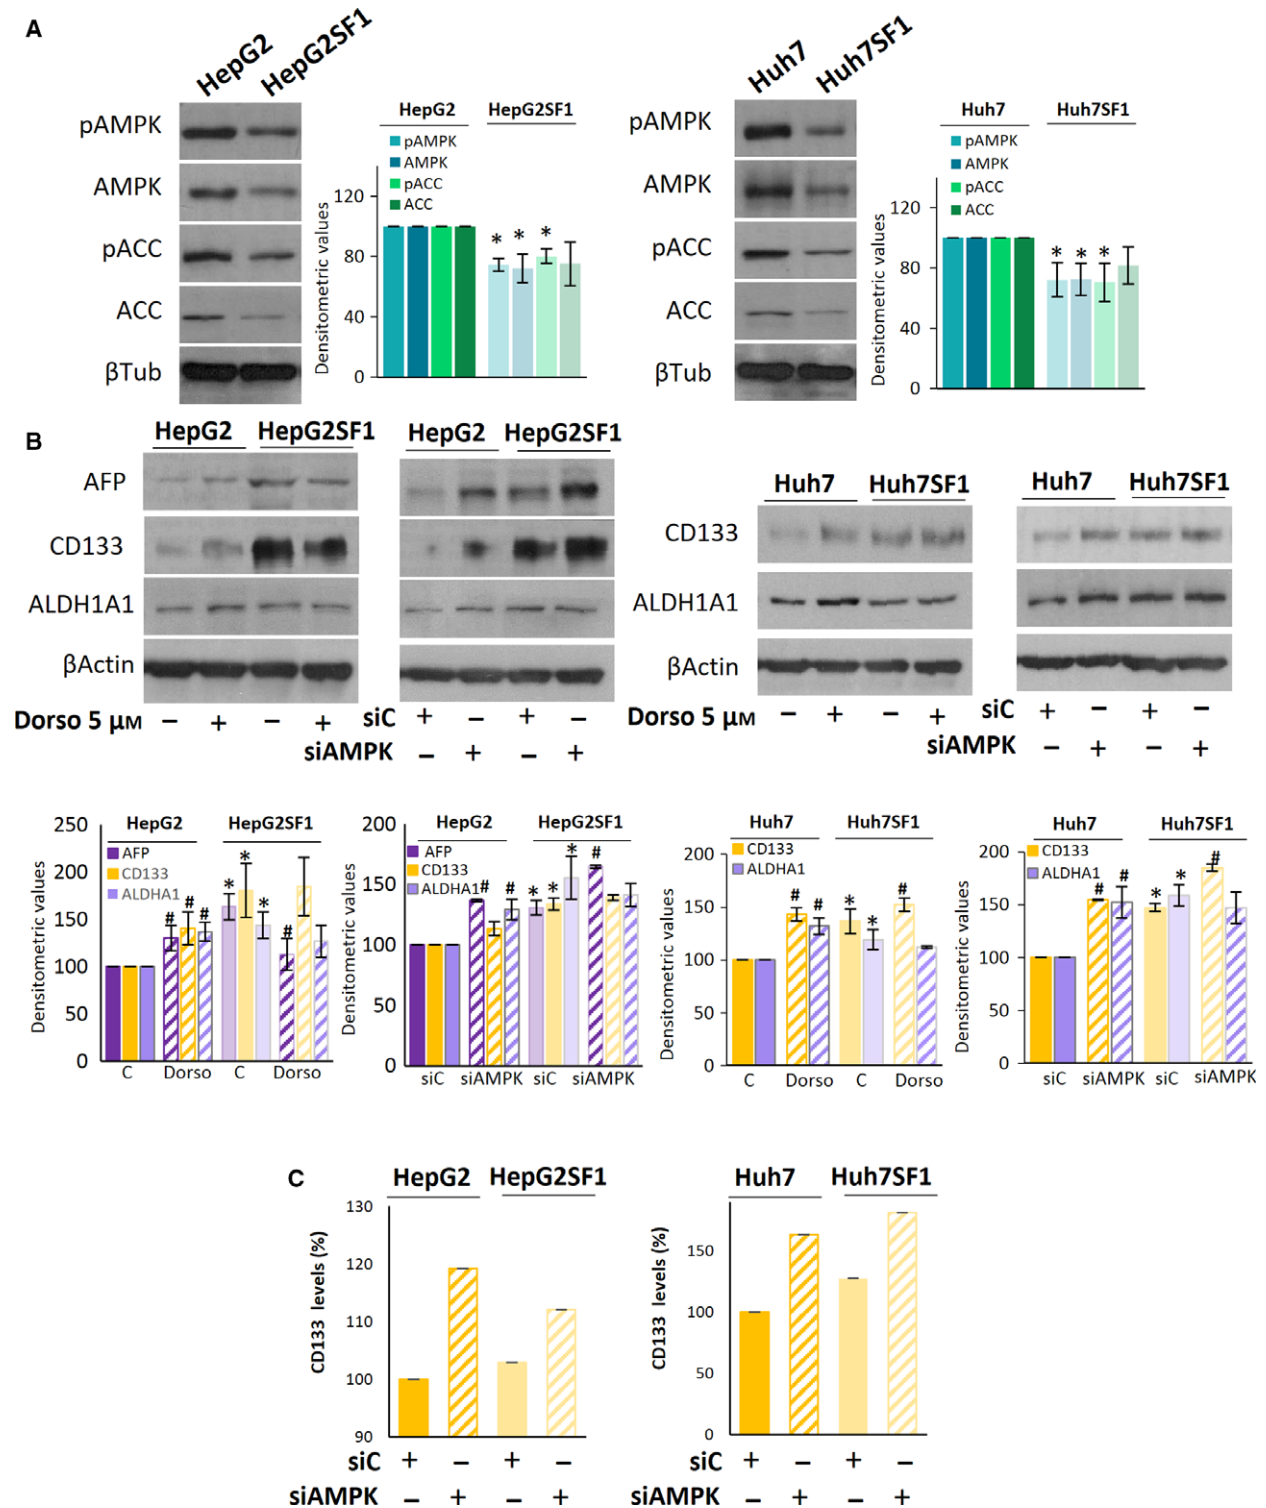 A
HepG2 HepG2SF1
pAMPK
AMPK
pACC
ACC
βTub
HepG2 HepG2SF1
pAMPK
AMPK
pACC
ACC
Densitometric values
120
80
40
0
* * *
Huh7 Huh7SF1
pAMPK
AMPK
pACC
ACC
βTub
Huh7 Huh7SF1
pAMPK
AMPK
pACC
ACC
Densitometric values
120
80
40
0
* * *
B
HepG2 HepG2SF1
HepG2 HepG2SF1
AFP
CD133
ALDH1A1
βActin
Dorso 5 μM − + − +
siC + − + −
siAMPK − + − +
Huh7 Huh7SF1
Huh7 Huh7SF1
CD133
ALDH1A1
βActin
Dorso 5 μM − + − +
siC + − + −
siAMPK − + − +
HepG2 HepG2SF1
AFP
CD133
ALDHA1
Densitometric values
250
200
150
100
50
0
# # # * * * #
C Dorso C Dorso
HepG2 HepG2SF1
AFP
CD133
ALDHA1
Densitometric values
200
150
100
50
0
# # * * * #
siC siAMPK siC siAMPK
Huh7 Huh7SF1
CD133
ALDHA1
Densitometric values
200
150
100
50
0
# # * * #
C Dorso C Dorso
Huh7 Huh7SF1
CD133
ALDHA1
Densitometric values
200
150
100
50
0
# # * * #
siC siAMPK siC siAMPK
C
HepG2 HepG2SF1
CD133 levels (%)
130
120
110
100
90
siC + − + −
siAMPK − + − +
Huh7 Huh7SF1
CD133 levels (%)
150
100
50
0
+ − + −
− + − +